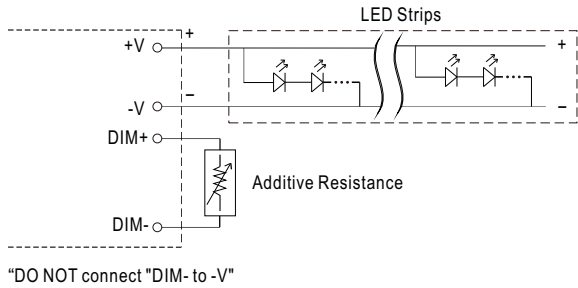 LED Strips
+V + +
-V − −
DIM+
Additive Resistance
DIM-
“DO NOT connect "DIM- to -V"